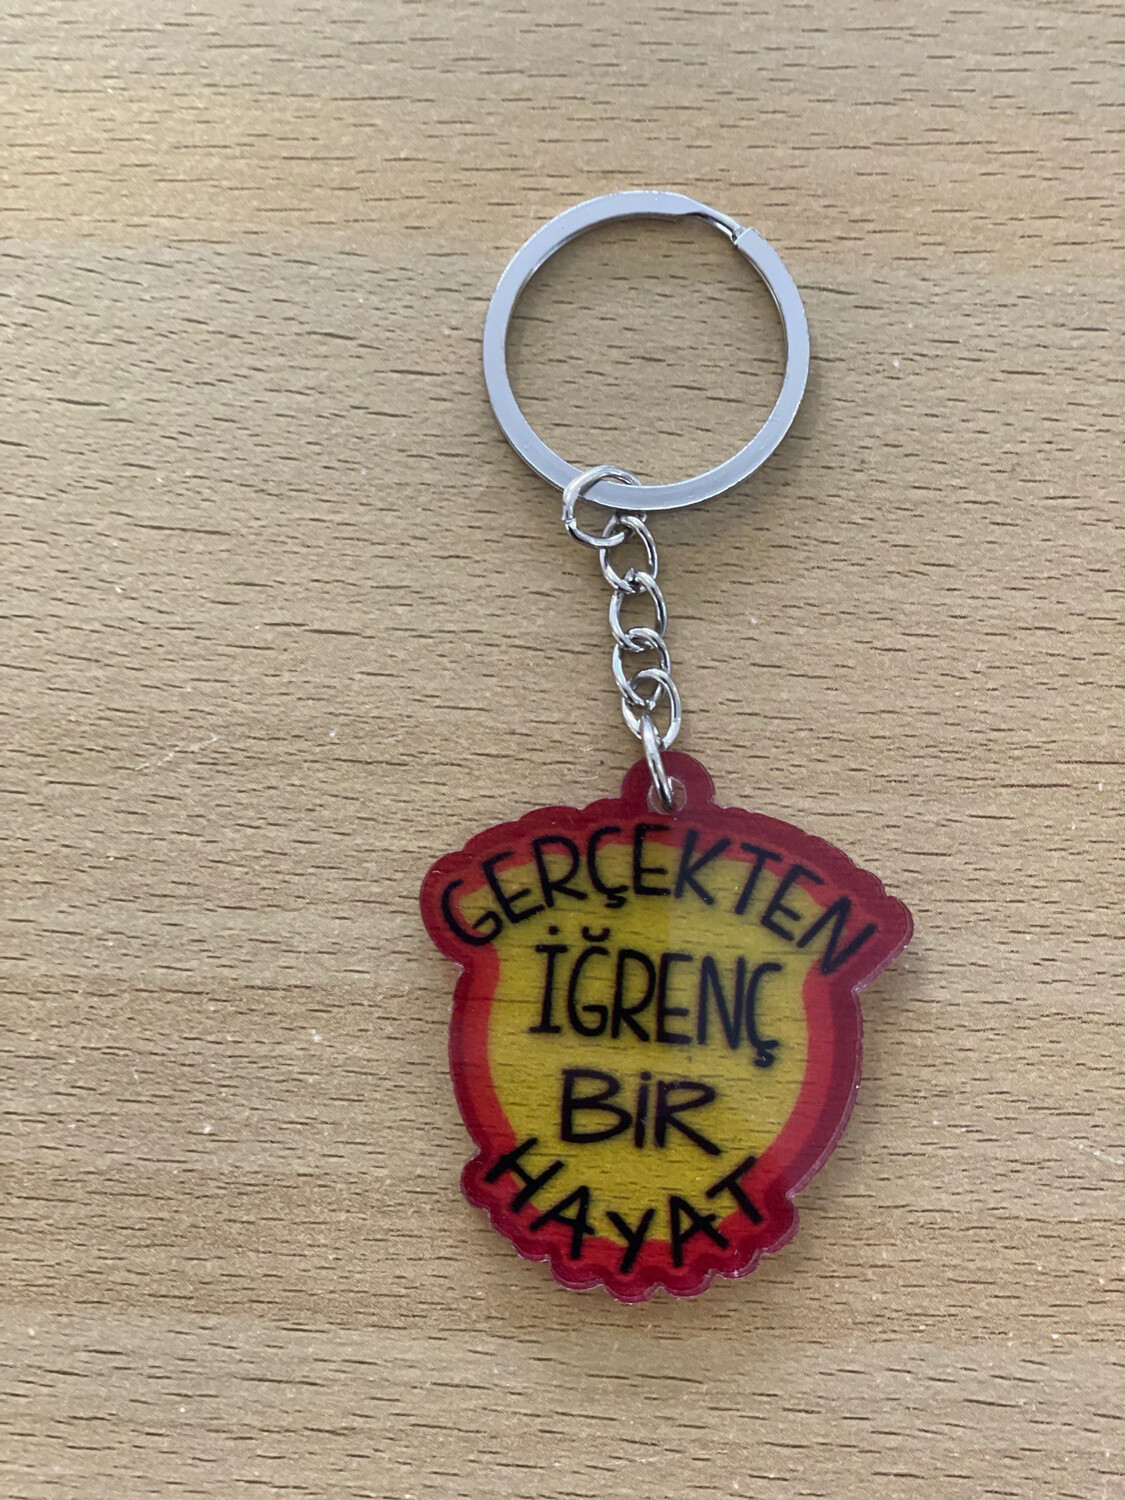 GERÇEKTEN
İĞRENÇ
BİR
HAYAT